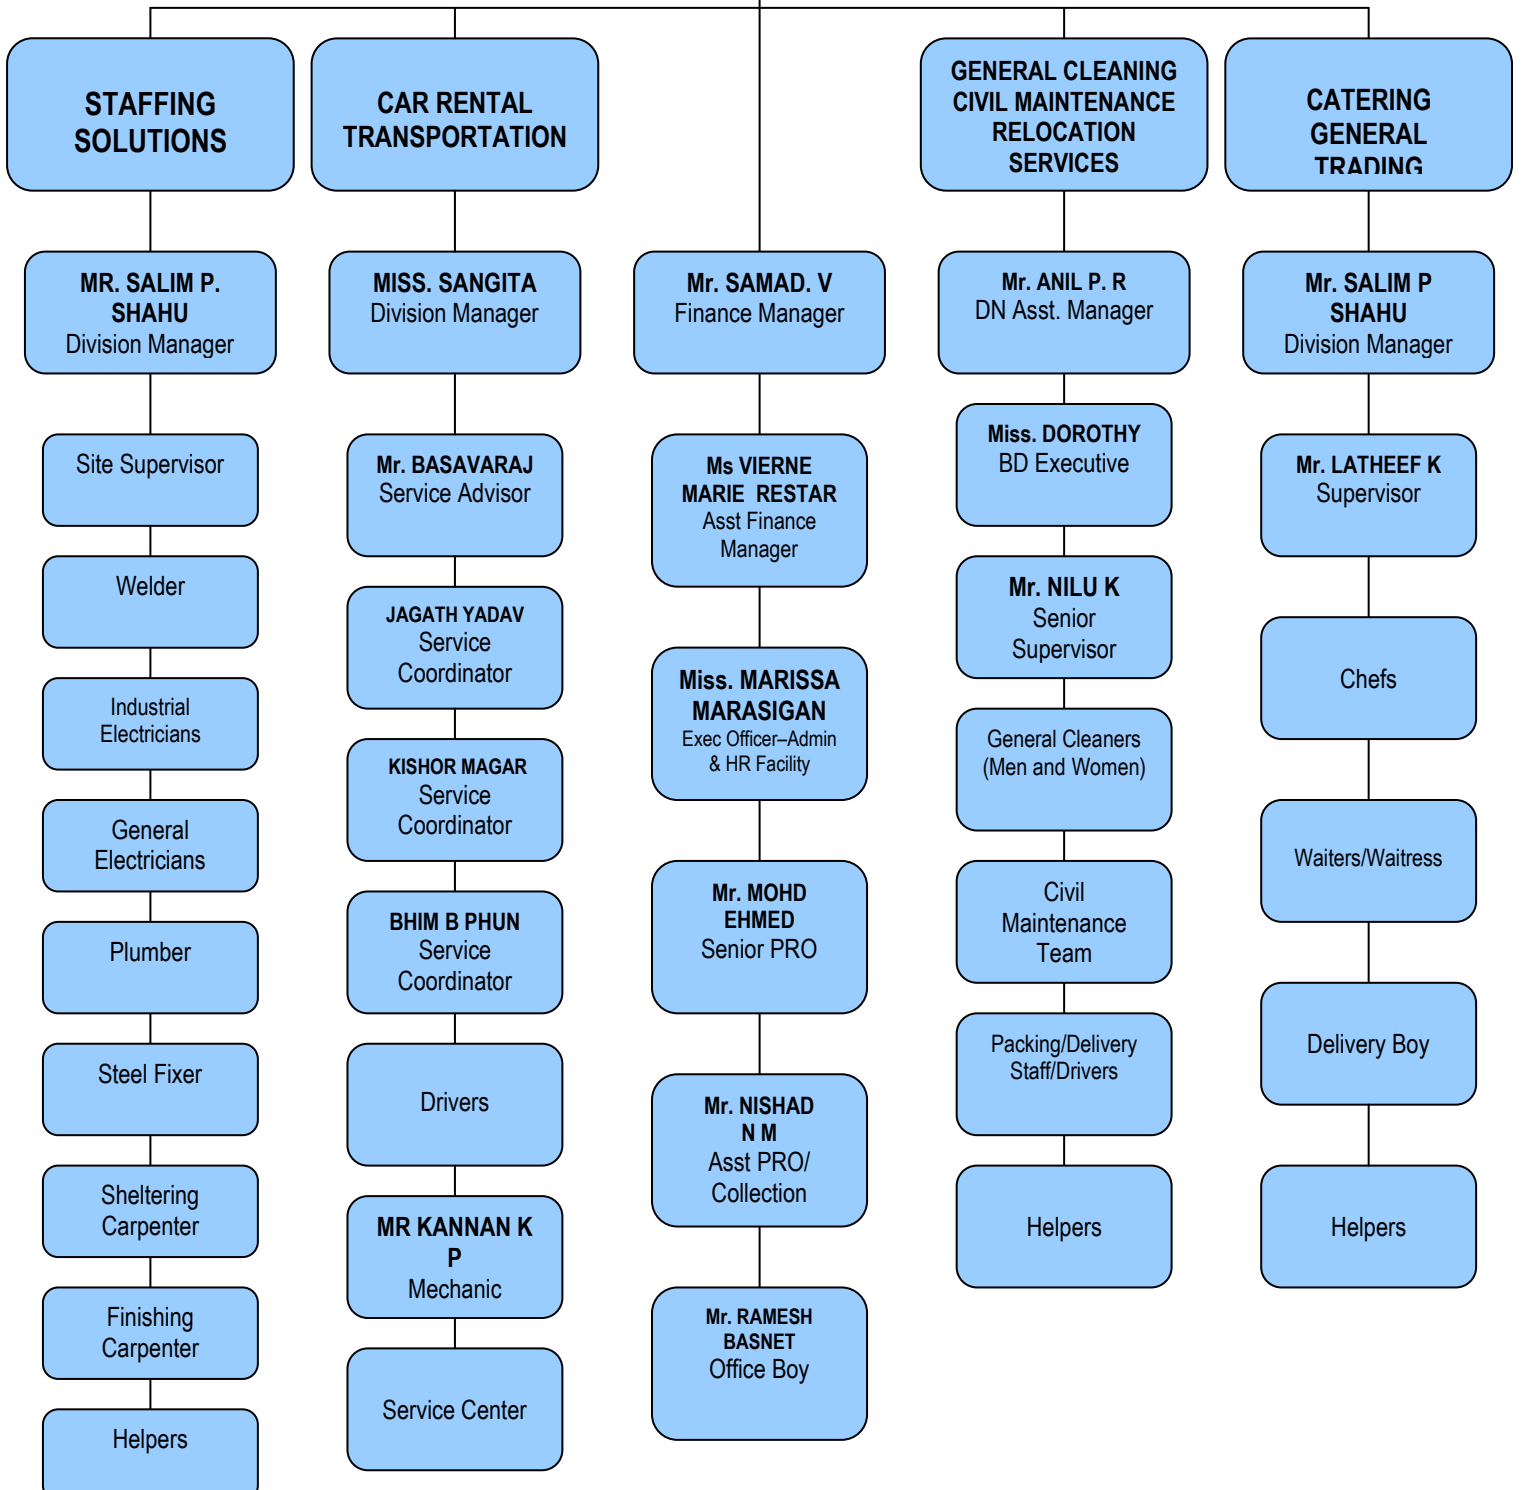 STAFFING
SOLUTIONS
MR. SALIM P.
SHAHU
Division Manager
Site Supervisor
Welder
Industrial
Electricians
General
Electricians
Plumber
Steel Fixer
Sheltering
Carpenter
Finishing
Carpenter
Helpers
CAR RENTAL
TRANSPORTATION
MISS. SANGITA
Division Manager
Mr. BASAVARAJ
Service Advisor
JAGATH YADAV
Service
Coordinator
KISHOR MAGAR
Service
Coordinator
BHIM B PHUN
Service
Coordinator
Drivers
MR KANNAN K
P
Mechanic
Service Center
Mr. SAMAD. V
Finance Manager
Ms VIERNE
MARIE RESTAR
Asst Finance
Manager
Miss. MARISSA
MARASIGAN
Exec Officer–Admin
& HR Facility
Mr. MOHD
EHMED
Senior PRO
Mr. NISHAD
N M
Asst PRO/
Collection
Mr. RAMESH
BASNET
Office Boy
GENERAL CLEANING
CIVIL MAINTENANCE
RELOCATION
SERVICES
Mr. ANIL P. R
DN Asst. Manager
Miss. DOROTHY
BD Executive
Mr. NILU K
Senior
Supervisor
General Cleaners
(Men and Women)
Civil
Maintenance
Team
Packing/Delivery
Staff/Drivers
Helpers
CATERING
GENERAL
TRADING
Mr. SALIM P
SHAHU
Division Manager
Mr. LATHEEF K
Supervisor
Chefs
Waiters/Waitress
Delivery Boy
Helpers